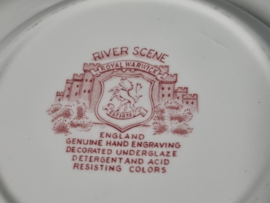 RIVER SCENE
ROYAL WARWICK
ENGLAND
GENUINE HAND ENGRAVING
DECORATED UNDERGLAZE
DETERGENT AND ACID
RESISTING COLORS